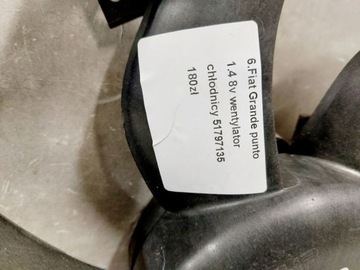 6.Fiat Grande punto
1.4 8v wentylator
chłodnicy 51797135
180zł